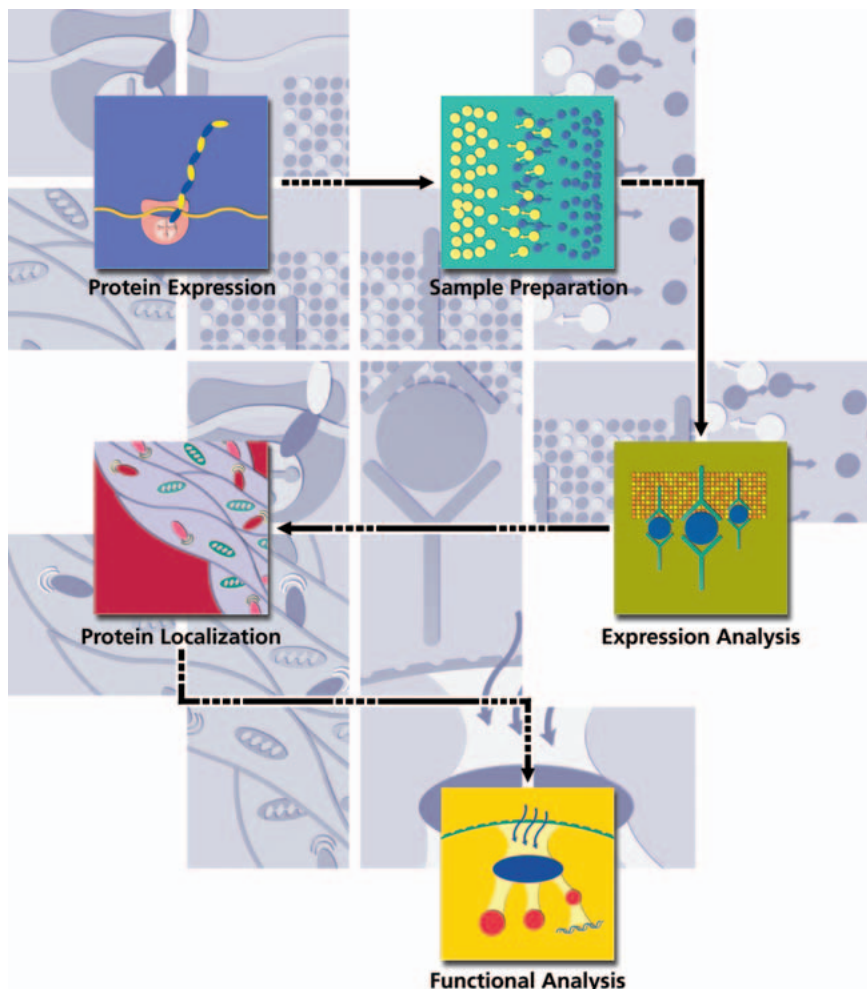 Protein Expression
Sample Preparation
Protein Localization
Expression Analysis
Functional Analysis